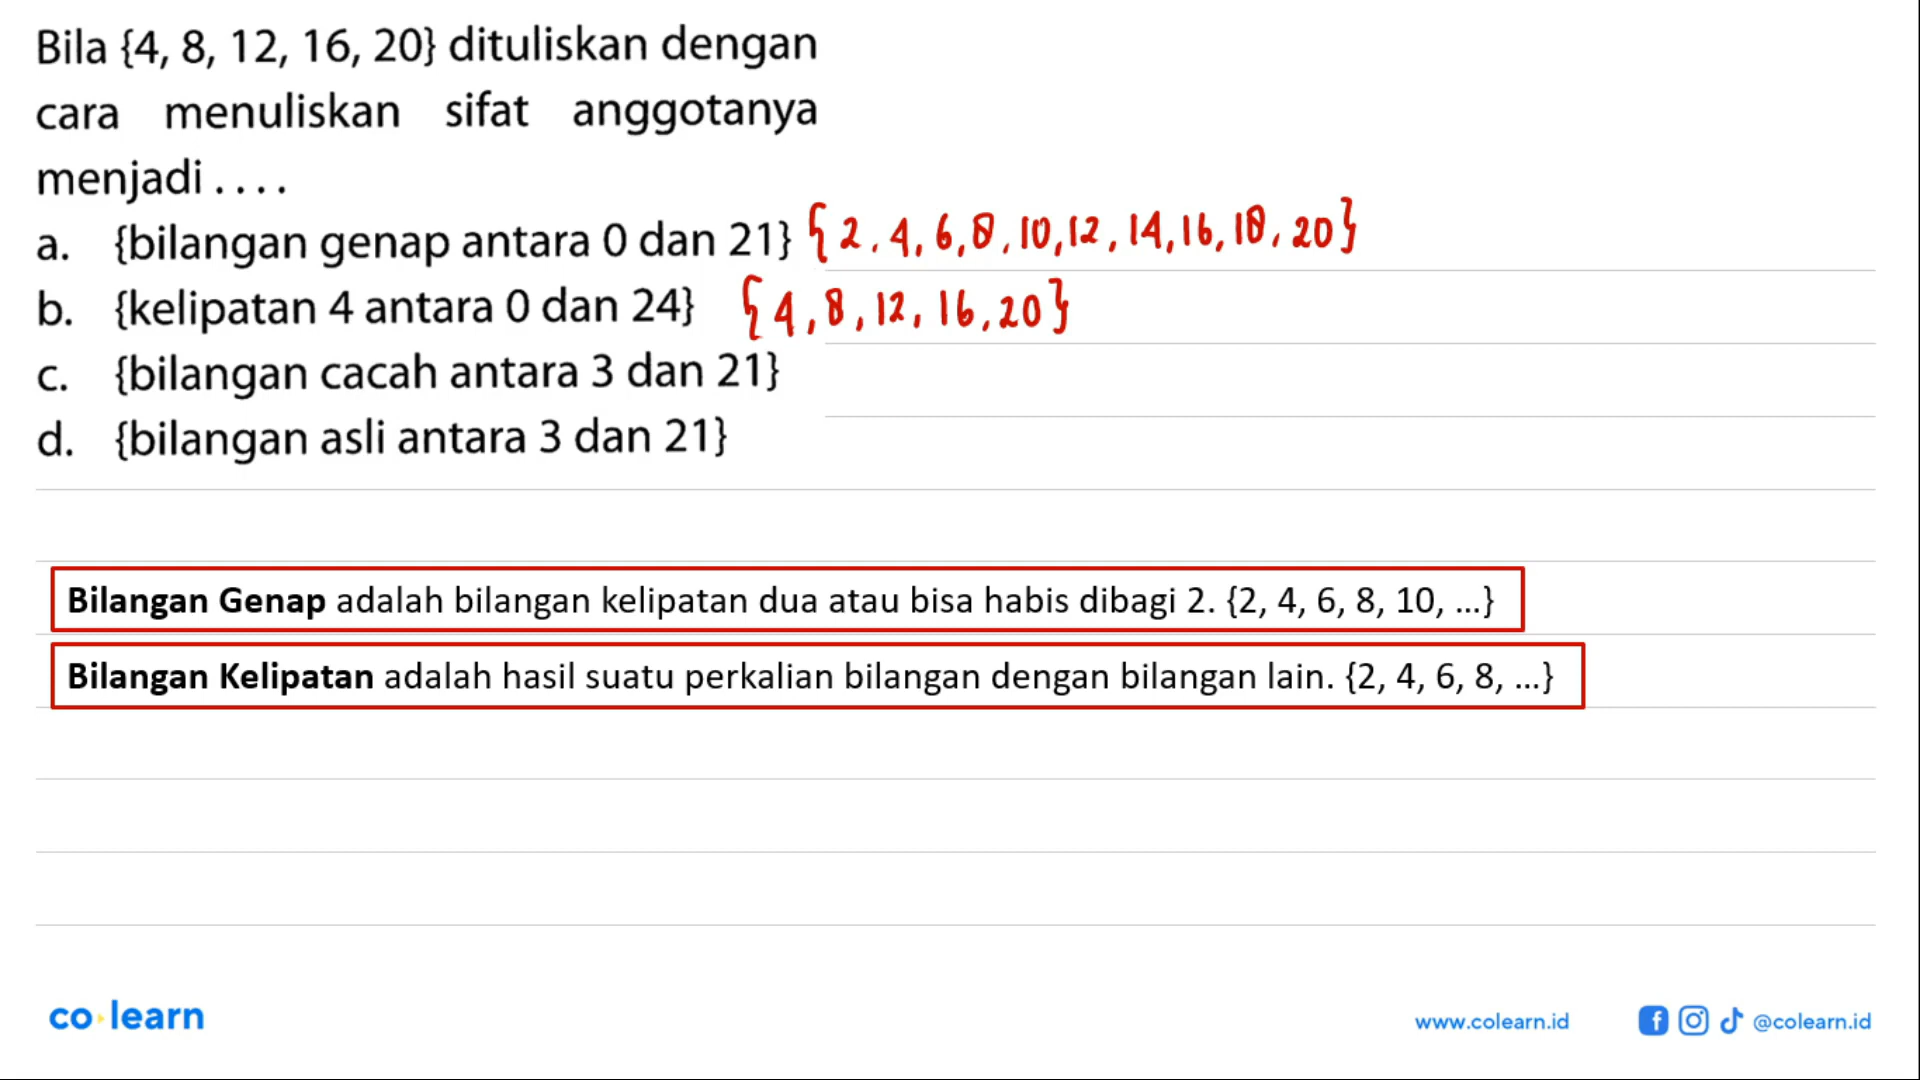 Bila {4, 8, 12, 16, 20} dituliskan dengan
cara menuliskan sifat anggotanya
menjadi . . . .
a. {bilangan genap antara 0 dan 21} {2, 4, 6, 8, 10, 12, 14, 16, 18, 20}
b. {kelipatan 4 antara 0 dan 24} {4, 8, 12, 16, 20}
c. {bilangan cacah antara 3 dan 21}
d. {bilangan asli antara 3 dan 21}
Bilangan Genap adalah bilangan kelipatan dua atau bisa habis dibagi 2. {2, 4, 6, 8, 10, ...}
Bilangan Kelipatan adalah hasil suatu perkalian bilangan dengan bilangan lain. {2, 4, 6, 8, ...}
co learn www.colearn.id @colearn.id